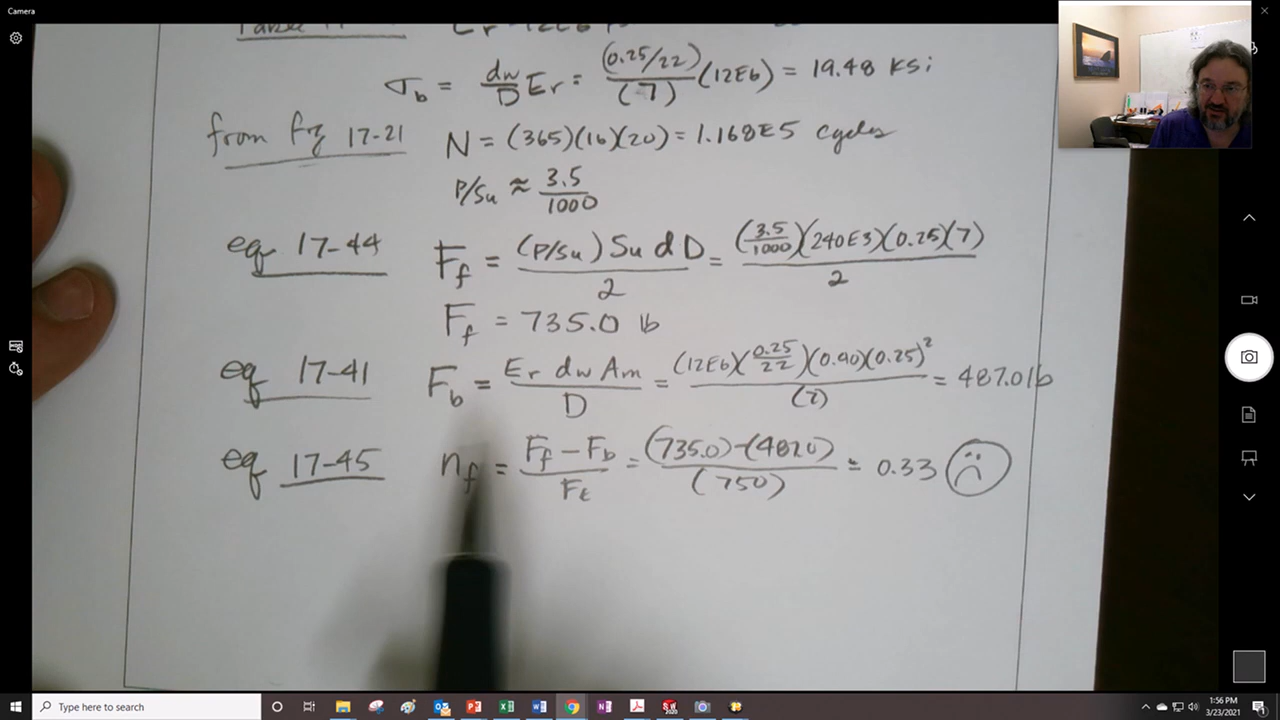 Camera
σb = dw/D Er = (0.25/22)/(7) (12E6) = 19.48 ksi
from fig 17-21 N = (365)(16)(20) = 1.168E5 cycles
P/Su ≈ 3.5/1000
eq 17-44 Ff = (P/Su) Su d D / 2 = (3.5/1000)(240E3)(0.25)(7) / 2
Ff = 735.0 lb
eq 17-41 Fb = Er dw Am / D = (12E6)(0.25/22)(0.40)(0.25)² / (7) = 487.0 lb
eq 17-45 nf = Ff - Fb / Ft = (735.0)-(487.0) / (750) = 0.33
Type here to search
1:56 PM
3/23/2021